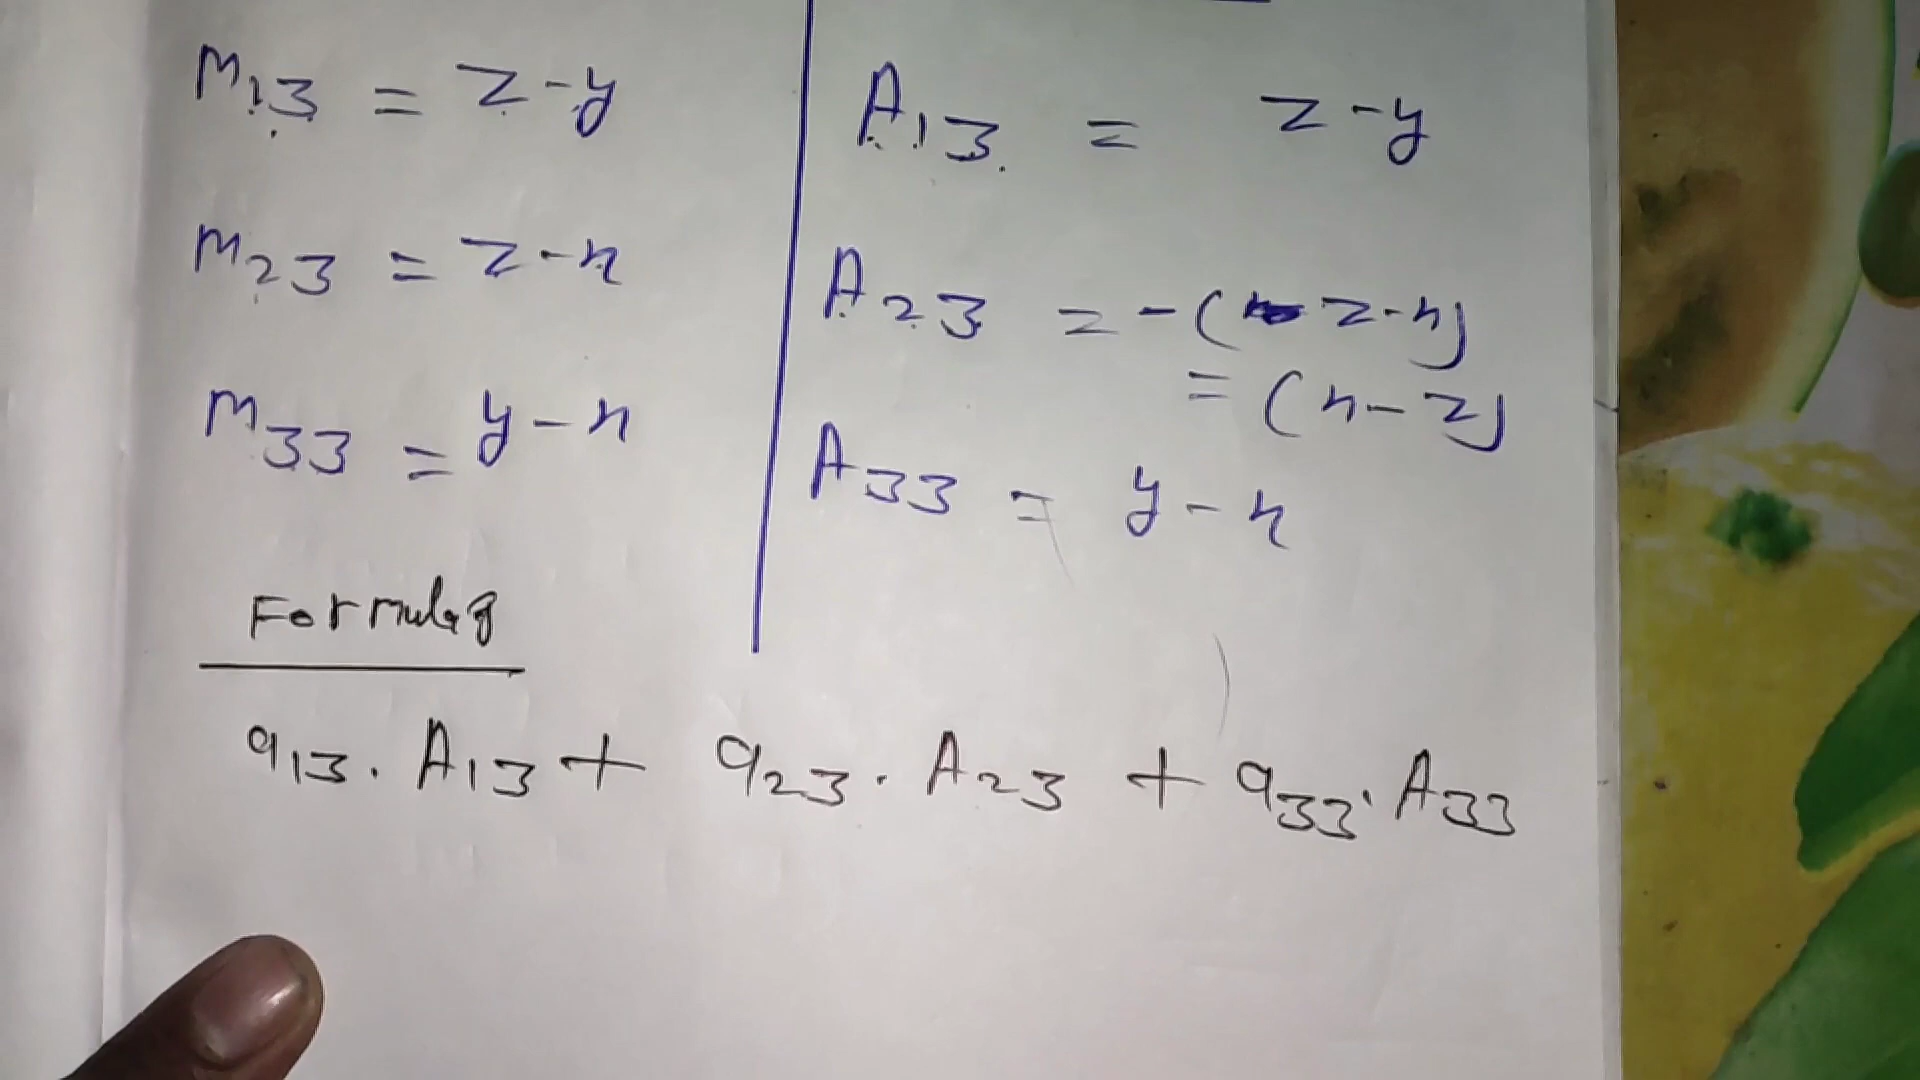 M13 = z-y
M23 = z-x
M33 = y-x
A13 = z-y
A23 = -(z-x)
= (x-z)
A33 = y-x
Formula
a13. A13 + a23. A23 + a33. A33